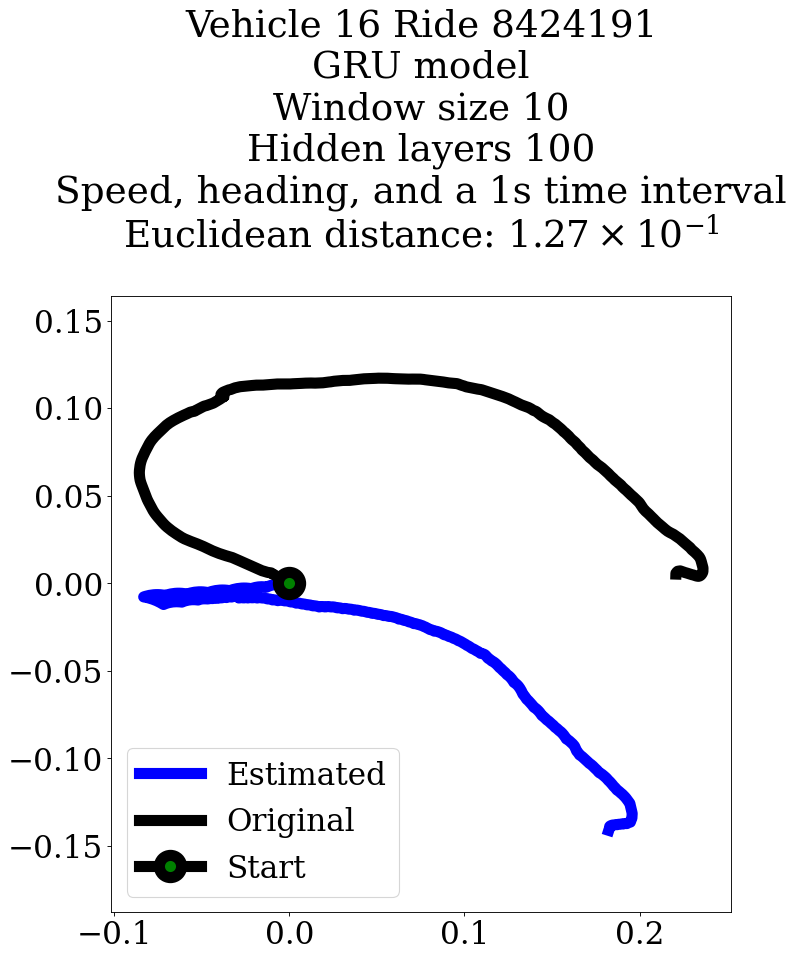 Vehicle 16 Ride 8424191
GRU model
Window size 10
Hidden layers 100
Speed, heading, and a 1s time interval
Euclidean distance: 1.27 × 10⁻¹
0.15
0.10
0.05
0.00
−0.05
−0.10
−0.15
Estimated
Original
Start
−0.1
0.0
0.1
0.2